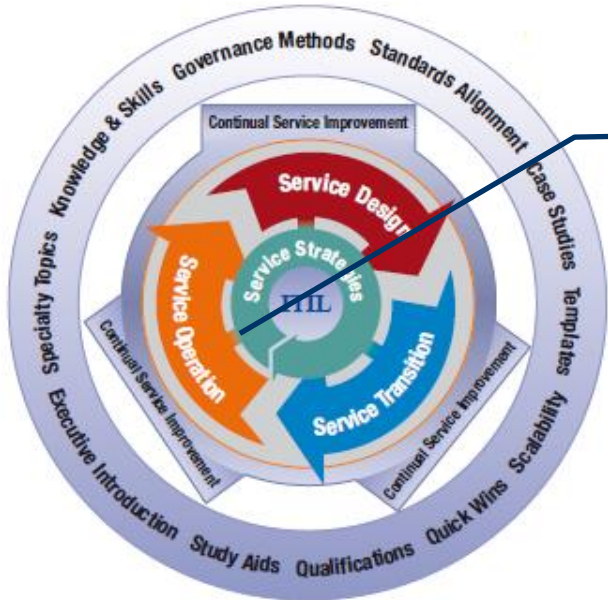 Governance Methods
Standards Alignment
Case Studies
Templates
Scalability
Quick Wins
Qualifications
Study Aids
Executive Introduction
Specialty Topics
Knowledge & Skills
Continual Service Improvement
Continual Service Improvement
Continual Service Improvement
Service Design
Service Transition
Service Operation
Service Strategies
ITIL